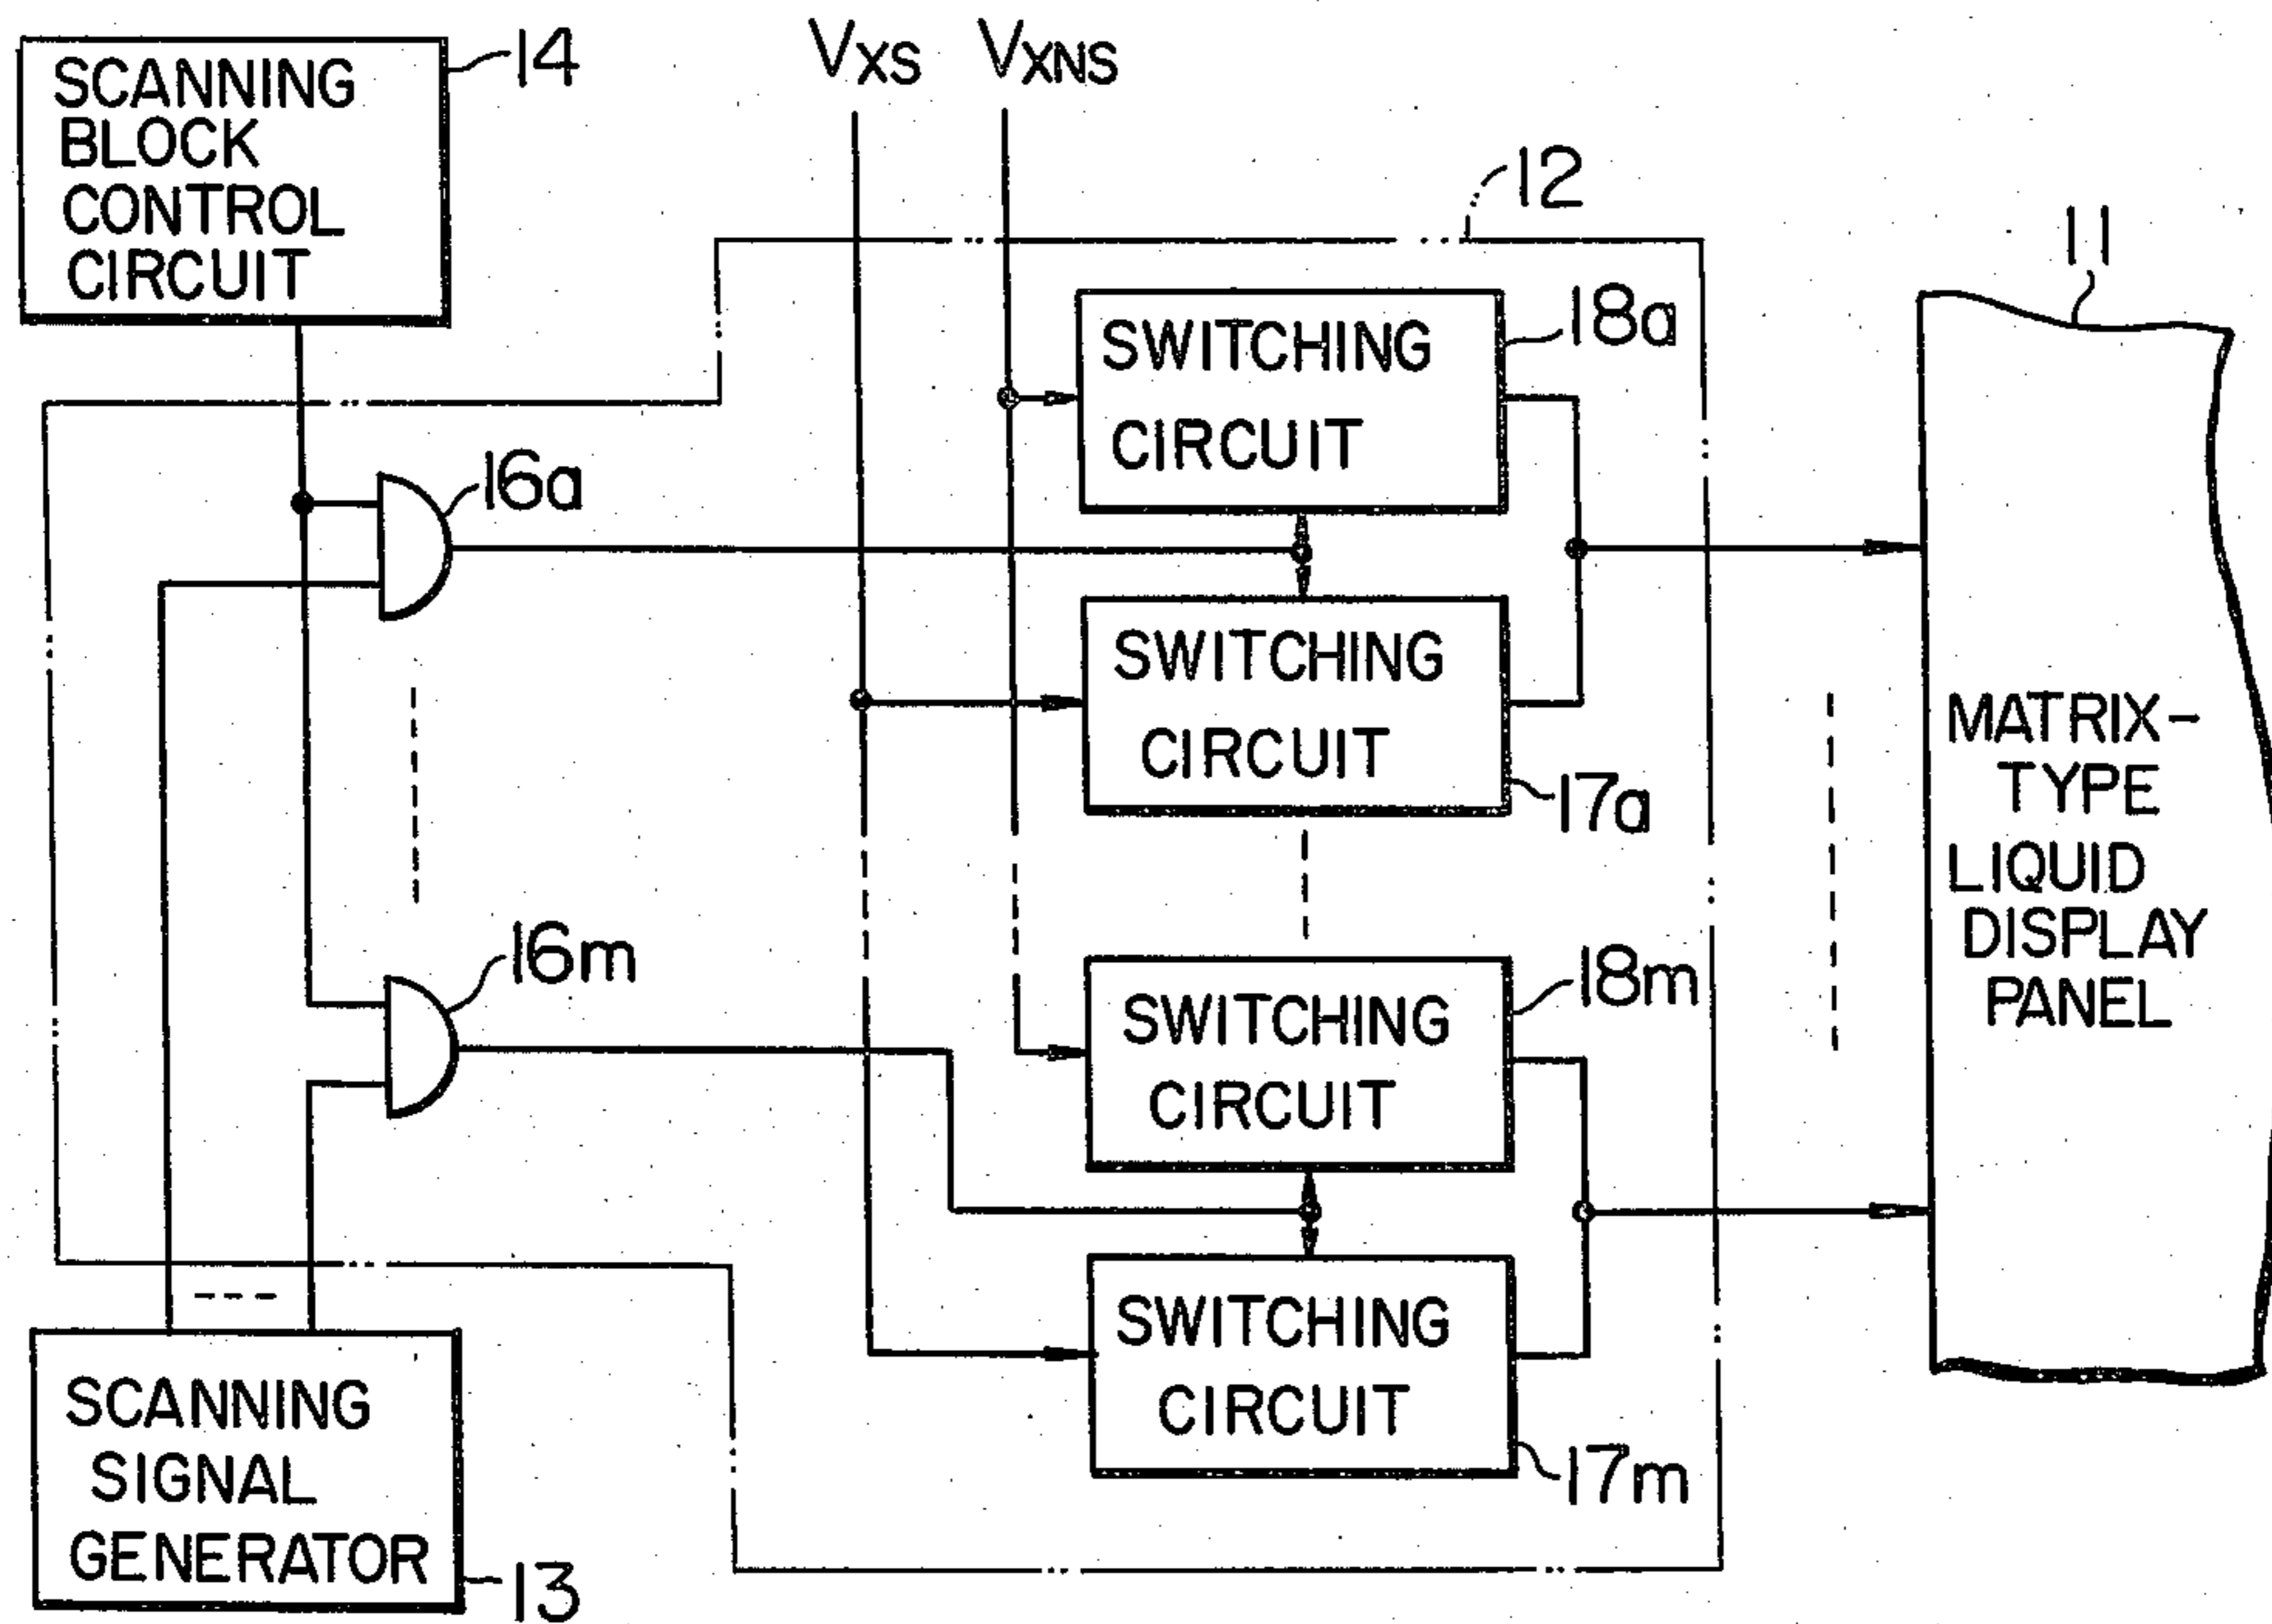 SCANNING
BLOCK
CONTROL
CIRCUIT
14
VXS
VXNS
12
11
SWITCHING
CIRCUIT
18a
16a
SWITCHING
CIRCUIT
17a
MATRIX-
TYPE
LIQUID
DISPLAY
PANEL
16m
SWITCHING
CIRCUIT
18m
SWITCHING
CIRCUIT
17m
SCANNING
SIGNAL
GENERATOR
13